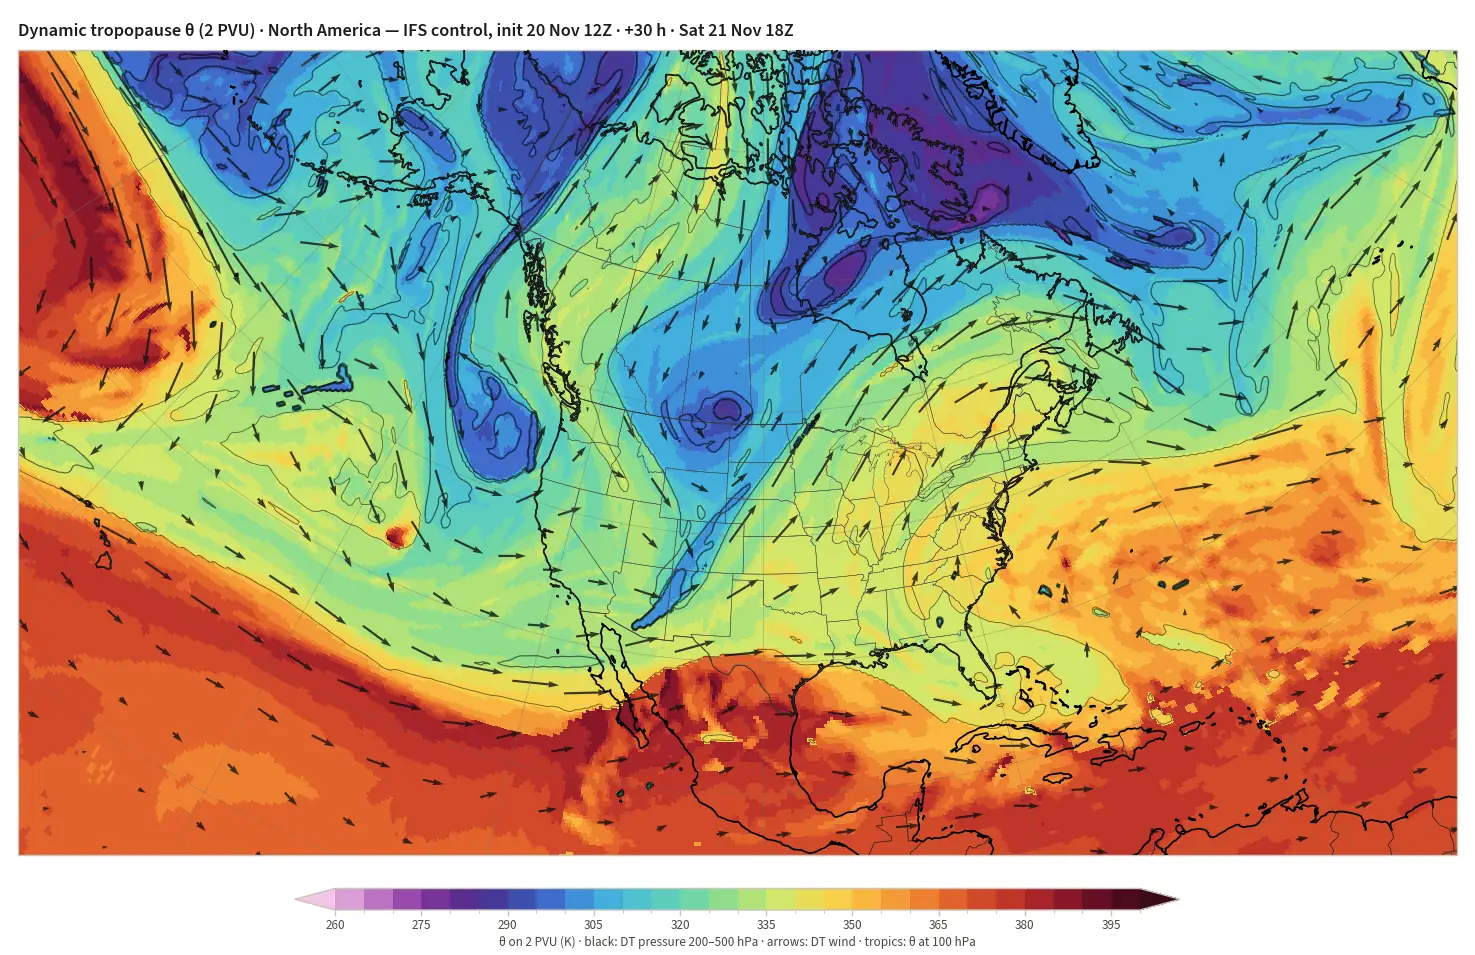 Dynamic tropopause θ (2 PVU) · North America — IFS control, init 20 Nov 12Z · +30 h · Sat 21 Nov 18Z
260 275 290 305 320 335 350 365 380 395
θ on 2 PVU (K) · black: DT pressure 200–500 hPa · arrows: DT wind · tropics: θ at 100 hPa